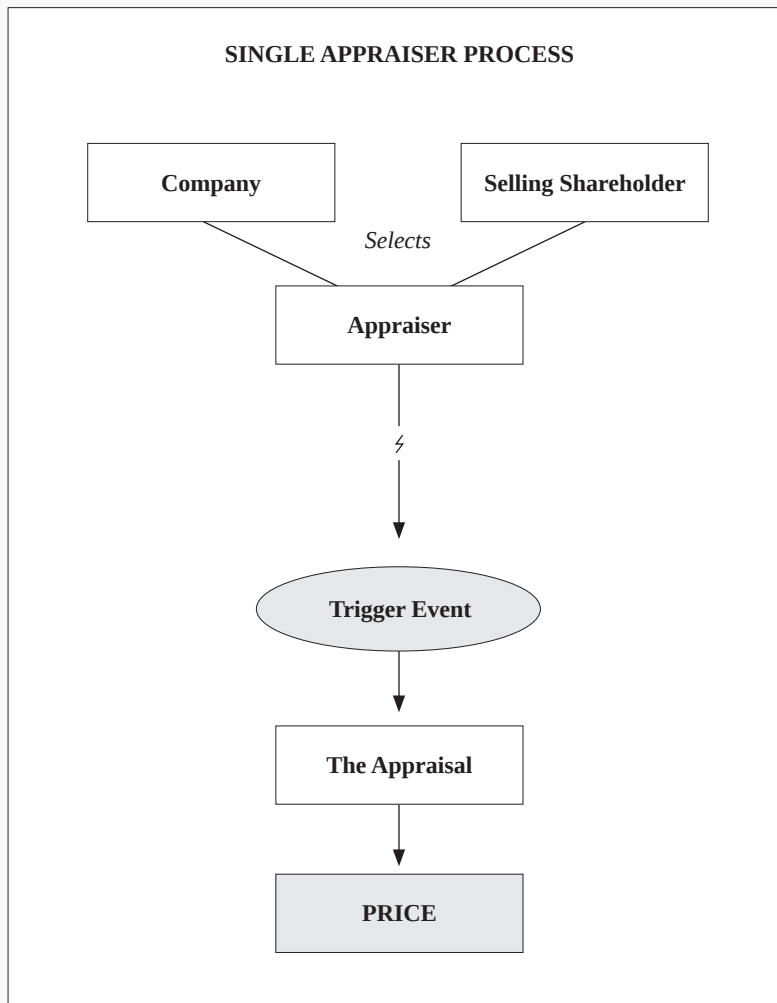 SINGLE APPRAISER PROCESS
Company
Selling Shareholder
Selects
Appraiser
Trigger Event
The Appraisal
PRICE